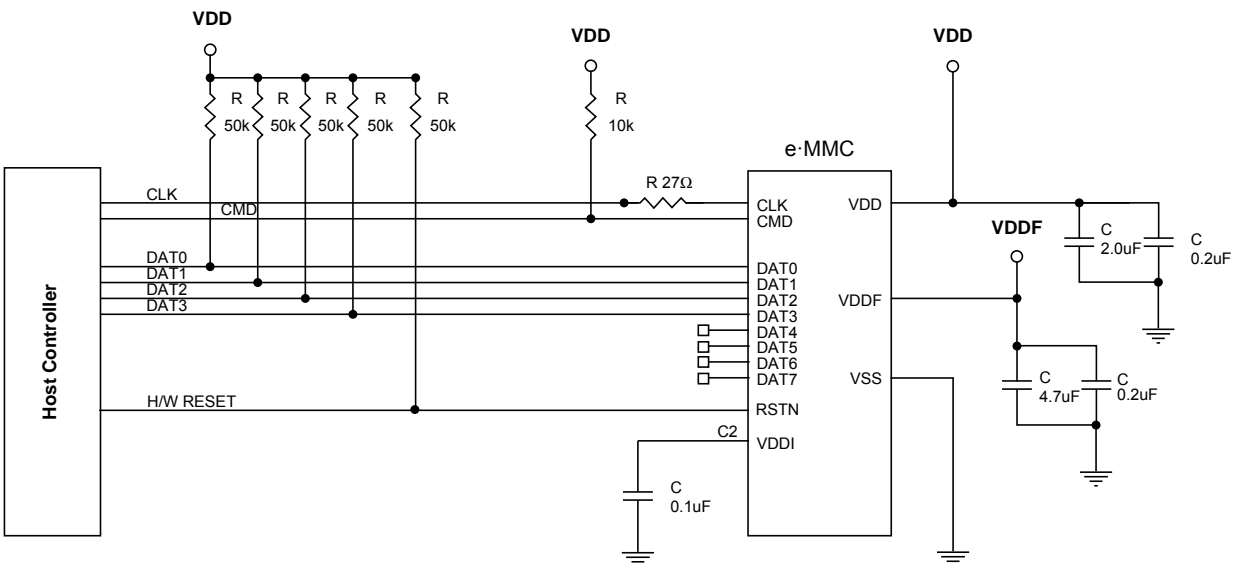 VDD
VDD
VDD
R
50k
R
50k
R
50k
R
50k
R
50k
R
10k
e·MMC
Host Controller
CLK
CMD
DAT0
DAT1
DAT2
DAT3
H/W RESET
R 27Ω
CLK
CMD
DAT0
DAT1
DAT2
DAT3
DAT4
DAT5
DAT6
DAT7
RSTN
C2
VDDI
C
0.1uF
VDD
VDDF
VSS
VDDF
C
2.0uF
C
0.2uF
C
4.7uF
C
0.2uF